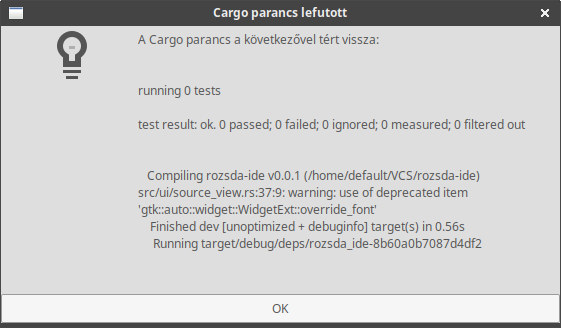 Cargo parancs lefutott
A Cargo parancs a következővel tért vissza:
running 0 tests
test result: ok. 0 passed; 0 failed; 0 ignored; 0 measured; 0 filtered out
Compiling rozsda-ide v0.0.1 (/home/default/VCS/rozsda-ide)
src/ui/source_view.rs:37:9: warning: use of deprecated item
'gtk::auto::widget::WidgetExt::override_font'
Finished dev [unoptimized + debuginfo] target(s) in 0.56s
Running target/debug/deps/rozsda_ide-8b60a0b7087d4df2
OK